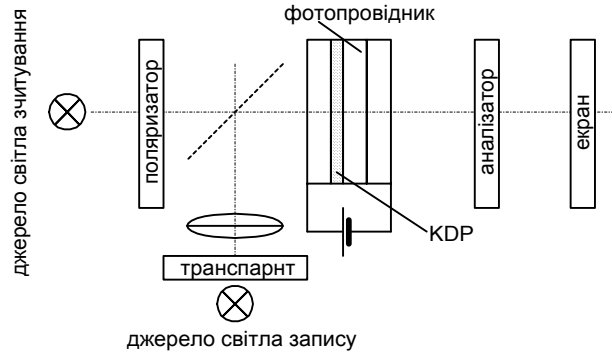 фотопровідник
джерело світла зчитування
поляризатор
аналізатор
екран
KDP
транспарнт
джерело світла запису